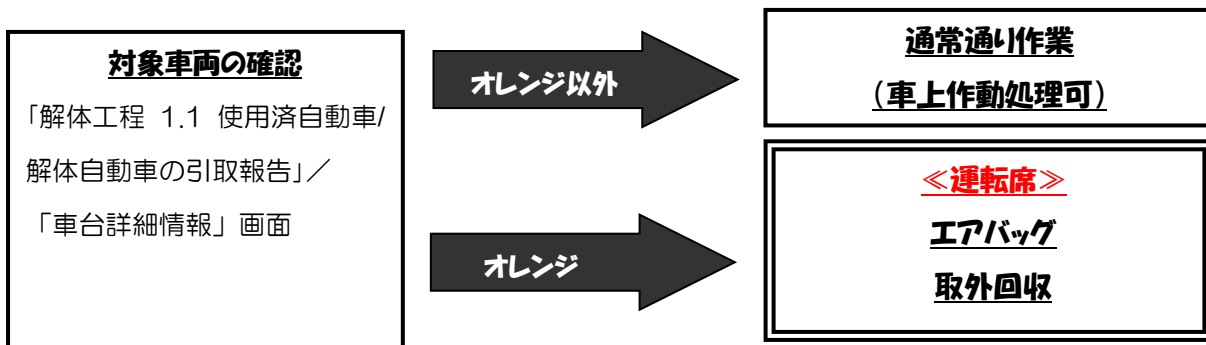 対象車両の確認
「解体工程 1.1 使用済自動車/
解体自動車の引取報告」／
「車台詳細情報」画面
オレンジ以外
通常通り作業
（車上作動処理可）
オレンジ
≪運転席≫
エアバッグ
取外回収